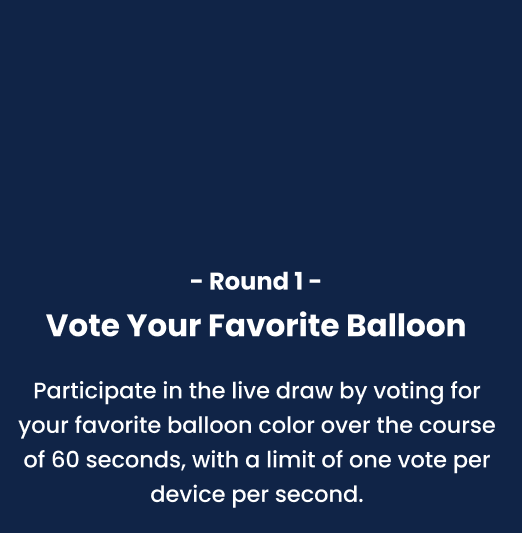 - Round 1 -
Vote Your Favorite Balloon
Participate in the live draw by voting for
your favorite balloon color over the course
of 60 seconds, with a limit of one vote per
device per second.